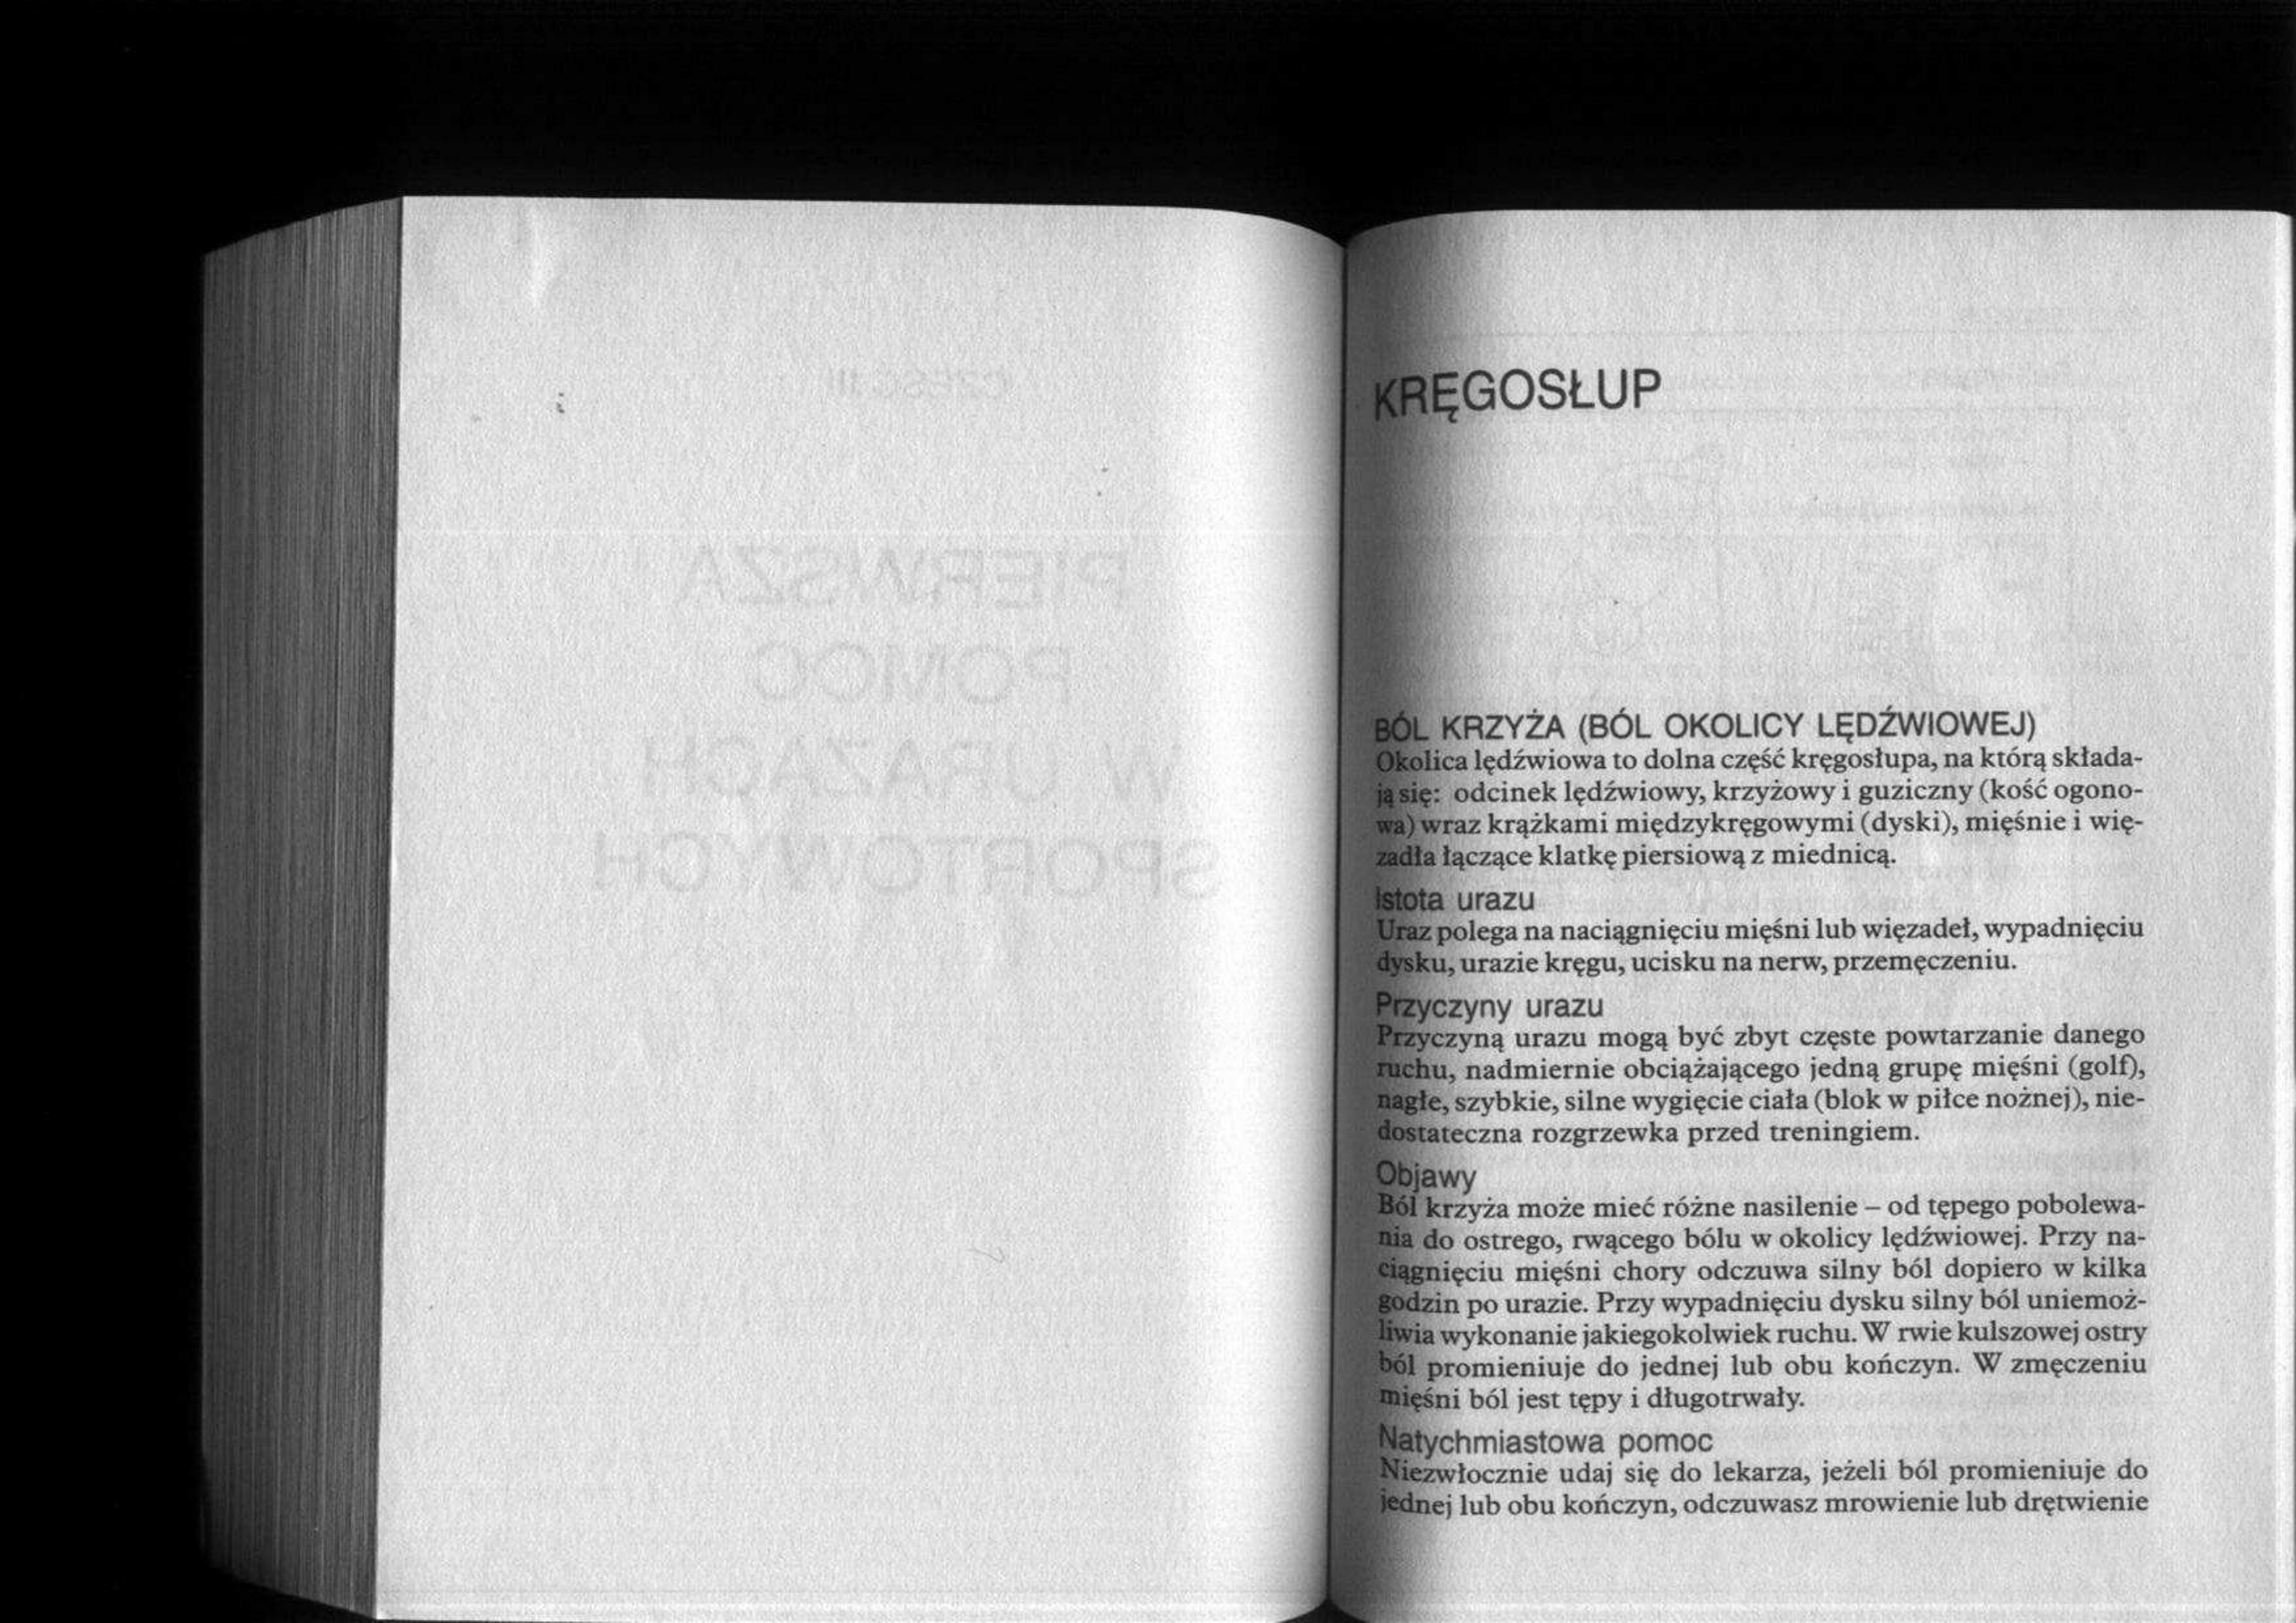 CZĘŚĆ III
PIERWSZA
POMOC
W URAZACH
SPORTOWYCH
KRĘGOSŁUP
BÓL KRZYŻA (BÓL OKOLICY LĘDŹWIOWEJ)
Okolica lędźwiowa to dolna część kręgosłupa, na którą składa-
ją się: odcinek lędźwiowy, krzyżowy i guziczny (kość ogono-
wa) wraz krążkami międzykręgowymi (dyski), mięśnie i wię-
zadła łączące klatkę piersiową z miednicą.
Istota urazu
Uraz polega na naciągnięciu mięśni lub więzadeł, wypadnięciu
dysku, urazie kręgu, ucisku na nerw, przemęczeniu.
Przyczyny urazu
Przyczyną urazu mogą być zbyt częste powtarzanie danego
ruchu, nadmiernie obciążającego jedną grupę mięśni (golf),
nagłe, szybkie, silne wygięcie ciała (blok w piłce nożnej), nie-
dostateczna rozgrzewka przed treningiem.
Objawy
Ból krzyża może mieć różne nasilenie – od tępego pobolewa-
nia do ostrego, rwącego bólu w okolicy lędźwiowej. Przy na-
ciągnięciu mięśni chory odczuwa silny ból dopiero w kilka
godzin po urazie. Przy wypadnięciu dysku silny ból uniemoż-
liwia wykonanie jakiegokolwiek ruchu. W rwie kulszowej ostry
ból promieniuje do jednej lub obu kończyn. W zmęczeniu
mięśni ból jest tępy i długotrwały.
Natychmiastowa pomoc
Niezwłocznie udaj się do lekarza, jeżeli ból promieniuje do
jednej lub obu kończyn, odczuwasz mrowienie lub drętwienie